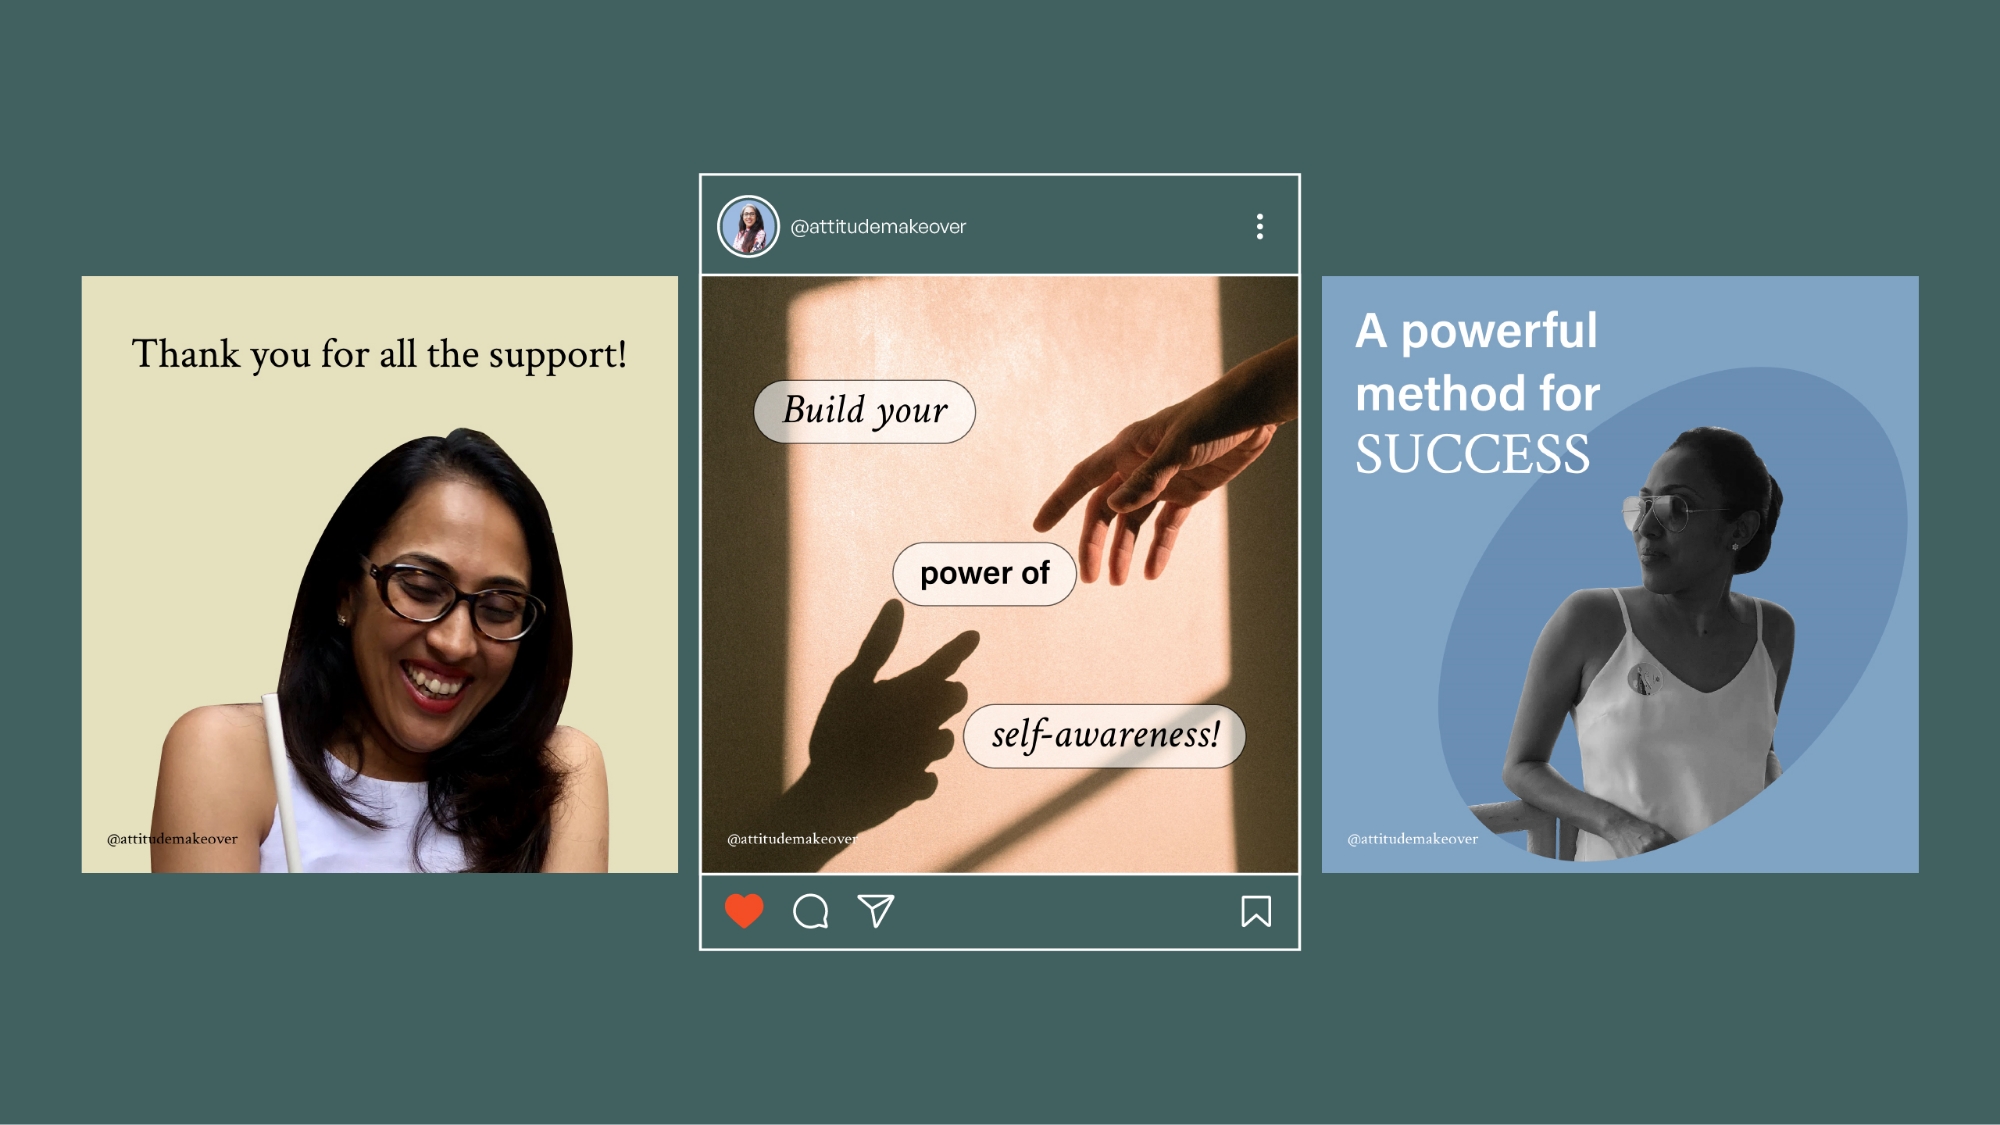 Thank you for all the support!
@attitudemakeover
@attitudemakeover
Build your
power of
self-awareness!
@attitudemakeover
A powerful
method for
SUCCESS
@attitudemakeover